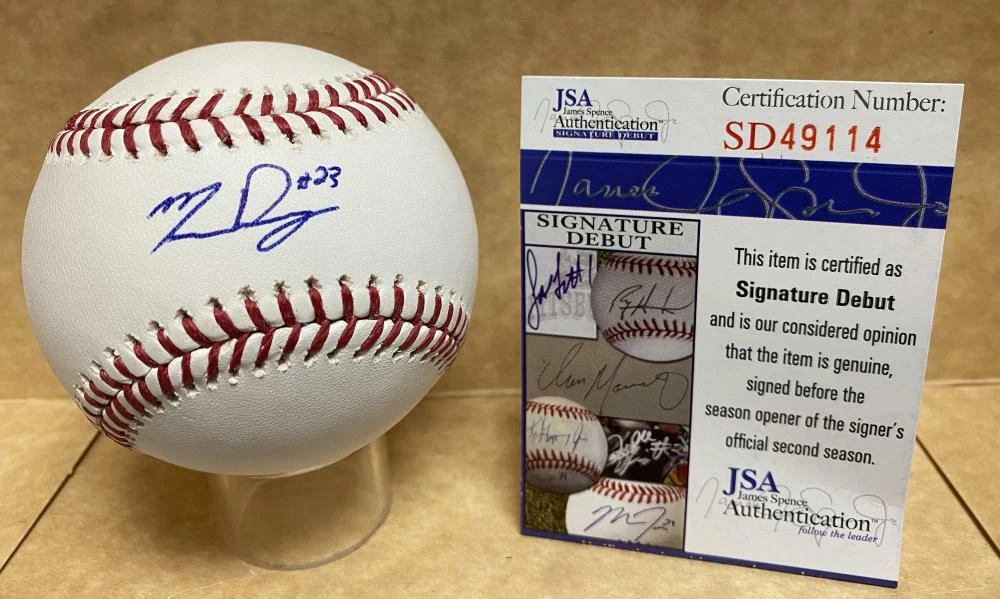 #23
JSA
James Spence
Authentication™
SIGNATURE DEBUT
Certification Number:
SD49114
SIGNATURE
DEBUT
This item is certified as
Signature Debut
and is our considered opinion
that the item is genuine,
signed before the
season opener of the signer's
official second season.
JSA
James Spence
Authentication™
follow the leader